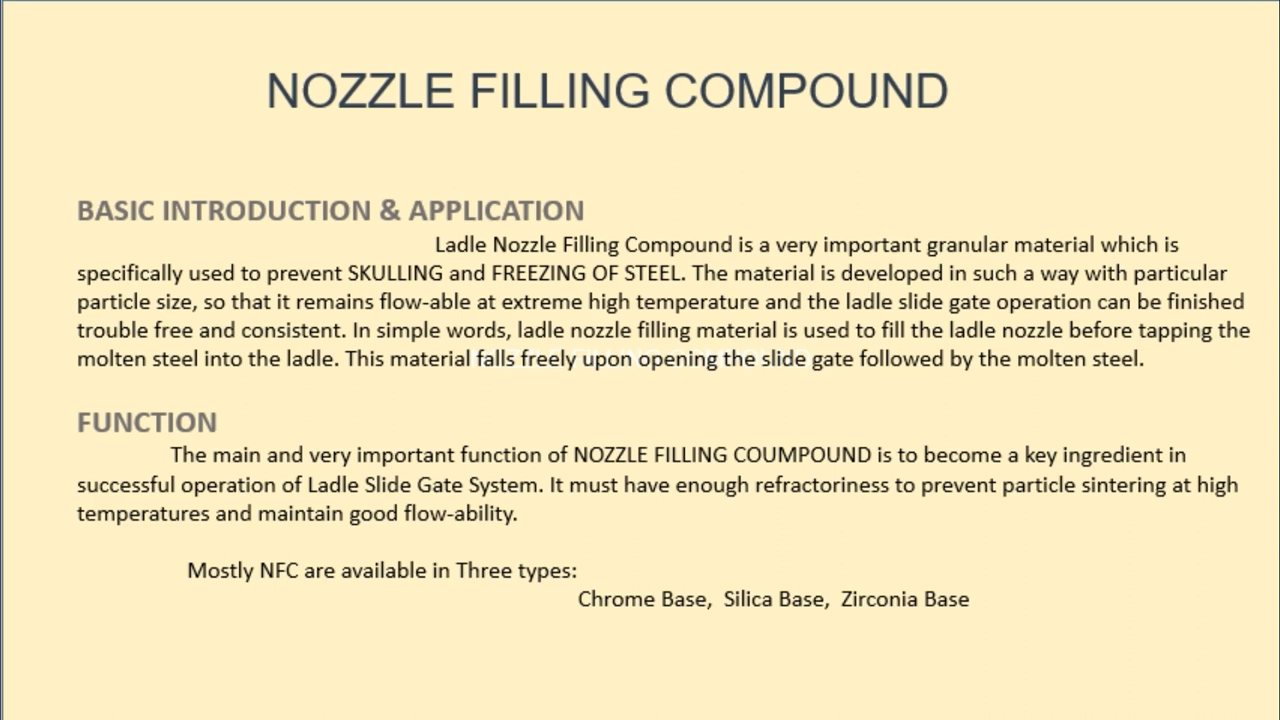 NOZZLE FILLING COMPOUND
BASIC INTRODUCTION & APPLICATION
Ladle Nozzle Filling Compound is a very important granular material which is
specifically used to prevent SKULLING and FREEZING OF STEEL. The material is developed in such a way with particular
particle size, so that it remains flow-able at extreme high temperature and the ladle slide gate operation can be finished
trouble free and consistent. In simple words, ladle nozzle filling material is used to fill the ladle nozzle before tapping the
molten steel into the ladle. This material falls freely upon opening the slide gate followed by the molten steel.
FUNCTION
The main and very important function of NOZZLE FILLING COUMPOUND is to become a key ingredient in
successful operation of Ladle Slide Gate System. It must have enough refractoriness to prevent particle sintering at high
temperatures and maintain good flow-ability.
Mostly NFC are available in Three types:
Chrome Base, Silica Base, Zirconia Base